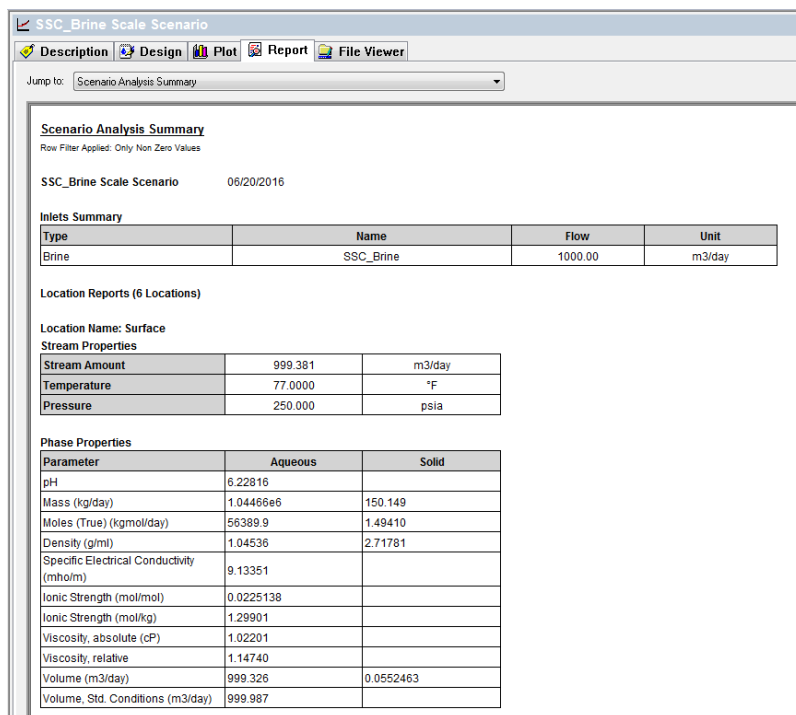 SSC_Brine Scale Scenario
Description Design Plot Report File Viewer
Jump to: Scenario Analysis Summary
Scenario Analysis Summary
Row Filter Applied: Only Non Zero Values
SSC_Brine Scale Scenario 06/20/2016
Inlets Summary
Type Name Flow Unit
Brine SSC_Brine 1000.00 m3/day
Location Reports (6 Locations)
Location Name: Surface
Stream Properties
Stream Amount 999.381 m3/day
Temperature 77.0000 °F
Pressure 250.000 psia
Phase Properties
Parameter Aqueous Solid
pH 6.22816
Mass (kg/day) 1.04466e6 150.149
Moles (True) (kgmol/day) 56389.9 1.49410
Density (g/ml) 1.04536 2.71781
Specific Electrical Conductivity
(mho/m) 9.13351
Ionic Strength (mol/mol) 0.0225138
Ionic Strength (mol/kg) 1.29901
Viscosity, absolute (cP) 1.02201
Viscosity, relative 1.14740
Volume (m3/day) 999.326 0.0552463
Volume, Std. Conditions (m3/day) 999.987